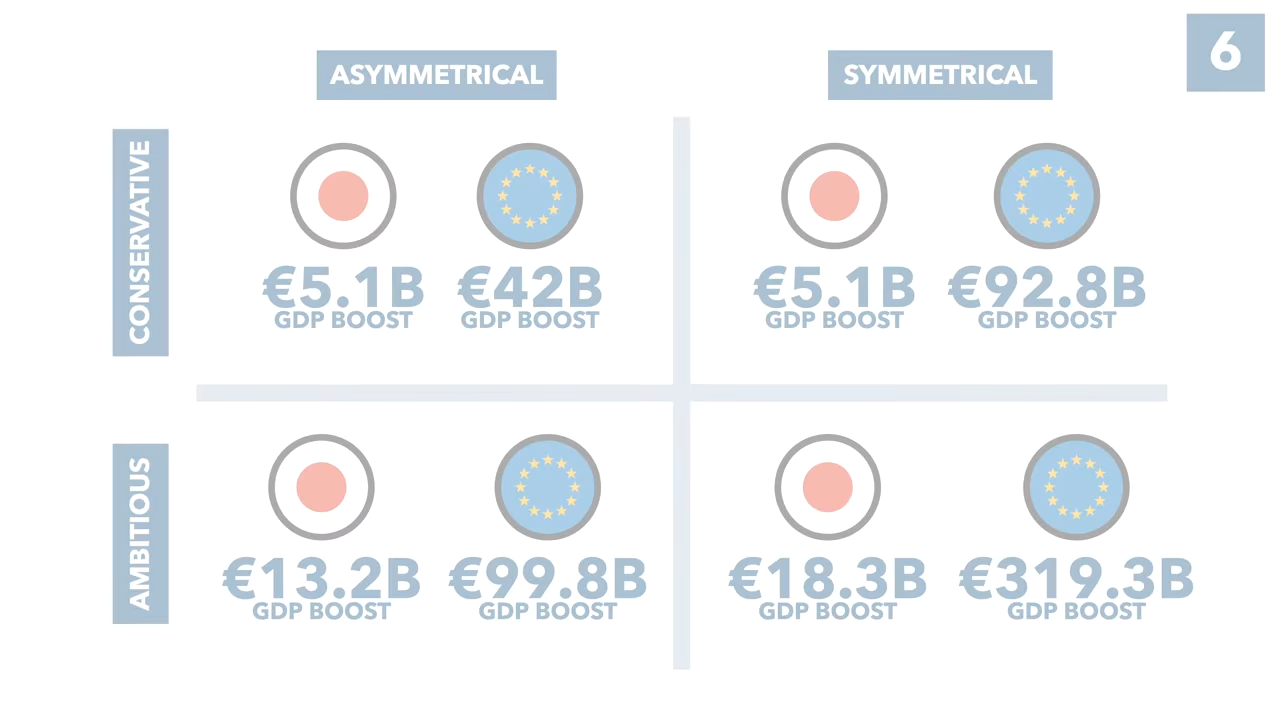 6
ASYMMETRICAL
SYMMETRICAL
CONSERVATIVE
€5.1B
GDP BOOST
€42B
GDP BOOST
€5.1B
GDP BOOST
€92.8B
GDP BOOST
AMBITIOUS
€13.2B
GDP BOOST
€99.8B
GDP BOOST
€18.3B
GDP BOOST
€319.3B
GDP BOOST